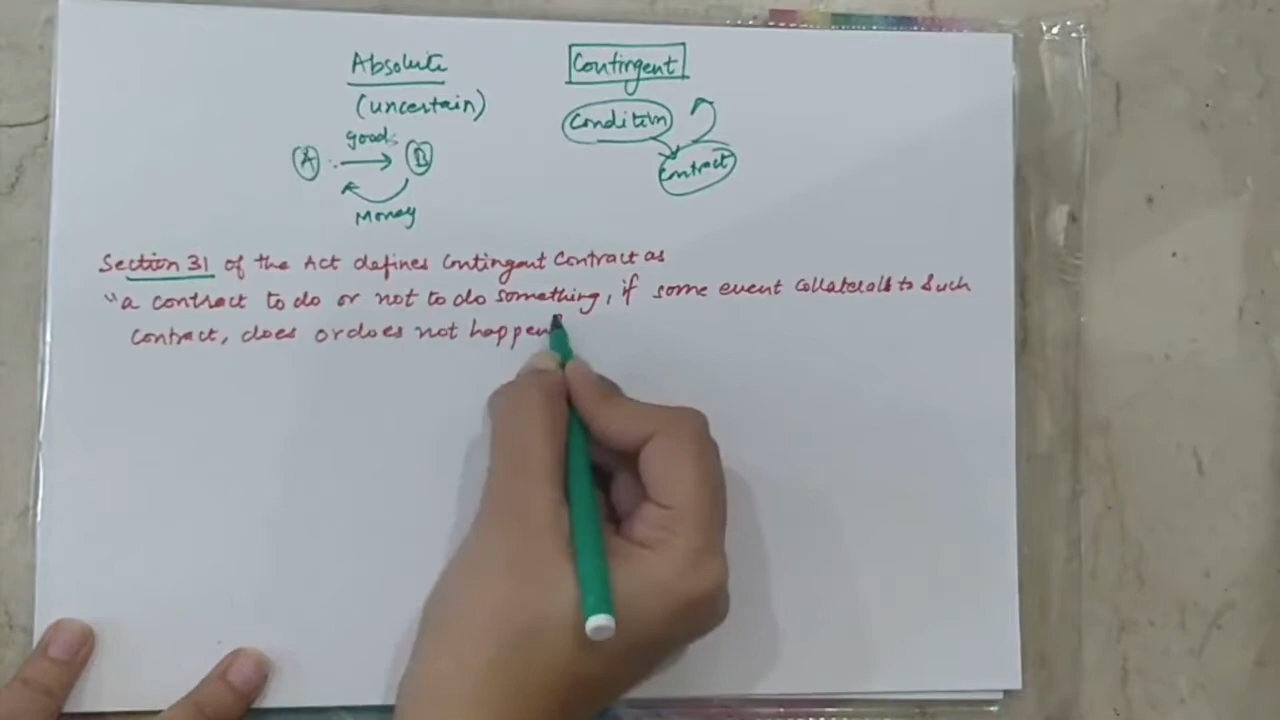 Absolute
(uncertain)
goods
A B
Money
Contingent
Condition
Contract
Section 31 of the Act defines Contingent Contract as
"a contract to do or not to do something, if some event collateral to such
contract, does or does not happen